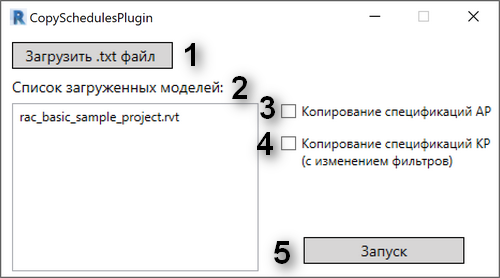 CopySchedulesPlugin
Загрузить .txt файл 1
Список загруженных моделей: 2
rac_basic_sample_project.rvt
3 Копирование спецификаций АР
4 Копирование спецификаций КР
(с изменением фильтров)
5 Запуск